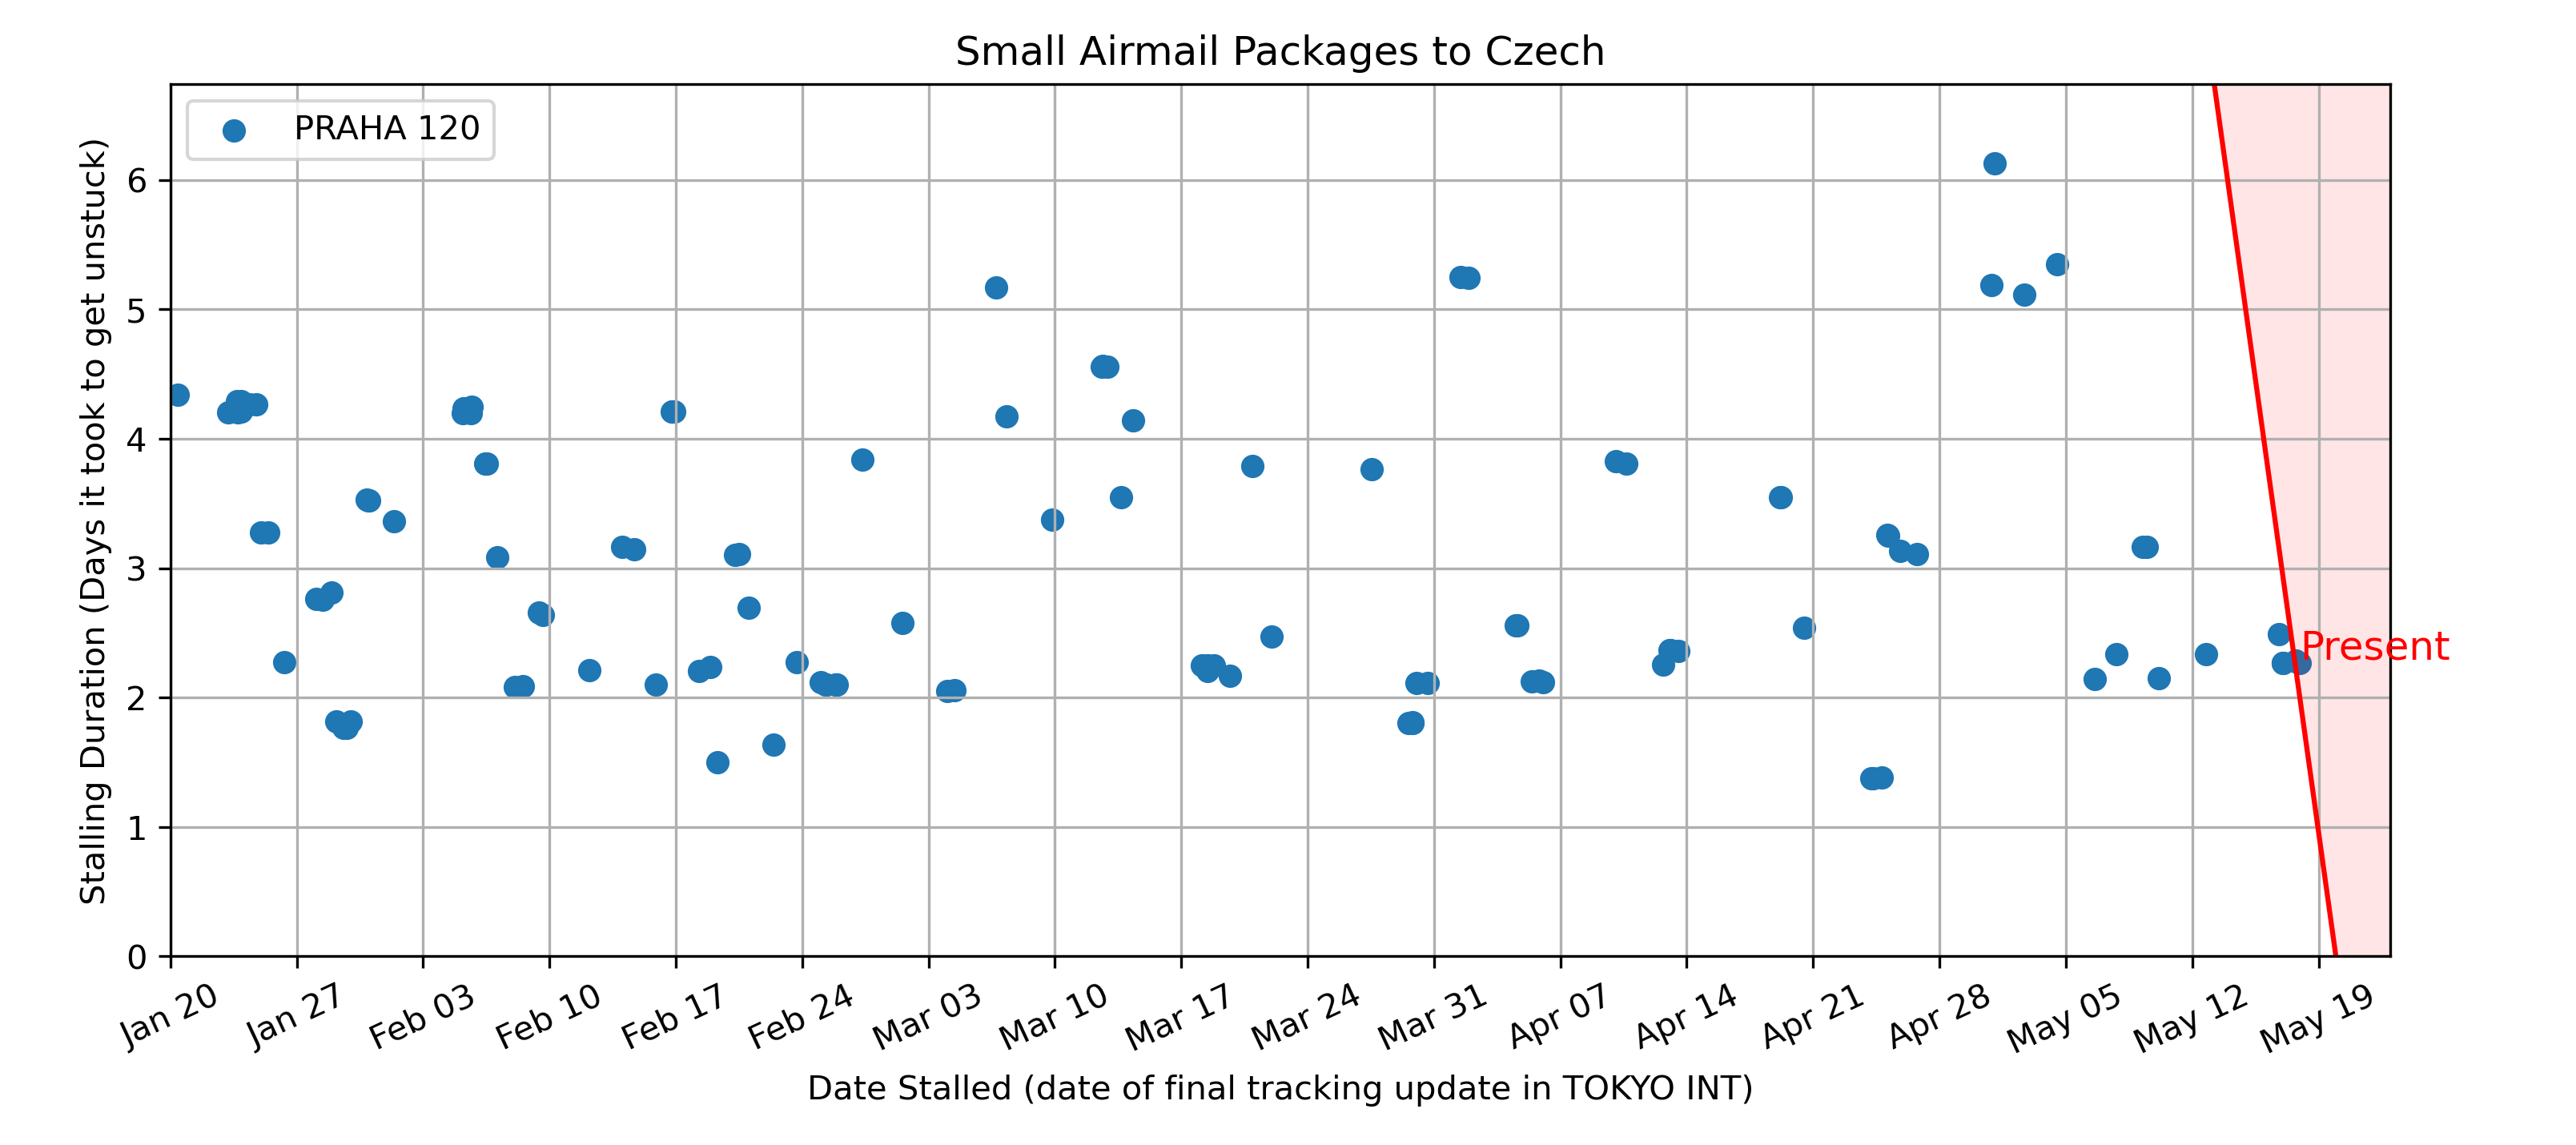 Small Airmail Packages to Czech
PRAHA 120
Stalling Duration (Days it took to get unstuck)
6
5
4
3
2
1
0
Present
Jan 20
Jan 27
Feb 03
Feb 10
Feb 17
Feb 24
Mar 03
Mar 10
Mar 17
Mar 24
Mar 31
Apr 07
Apr 14
Apr 21
Apr 28
May 05
May 12
May 19
Date Stalled (date of final tracking update in TOKYO INT)